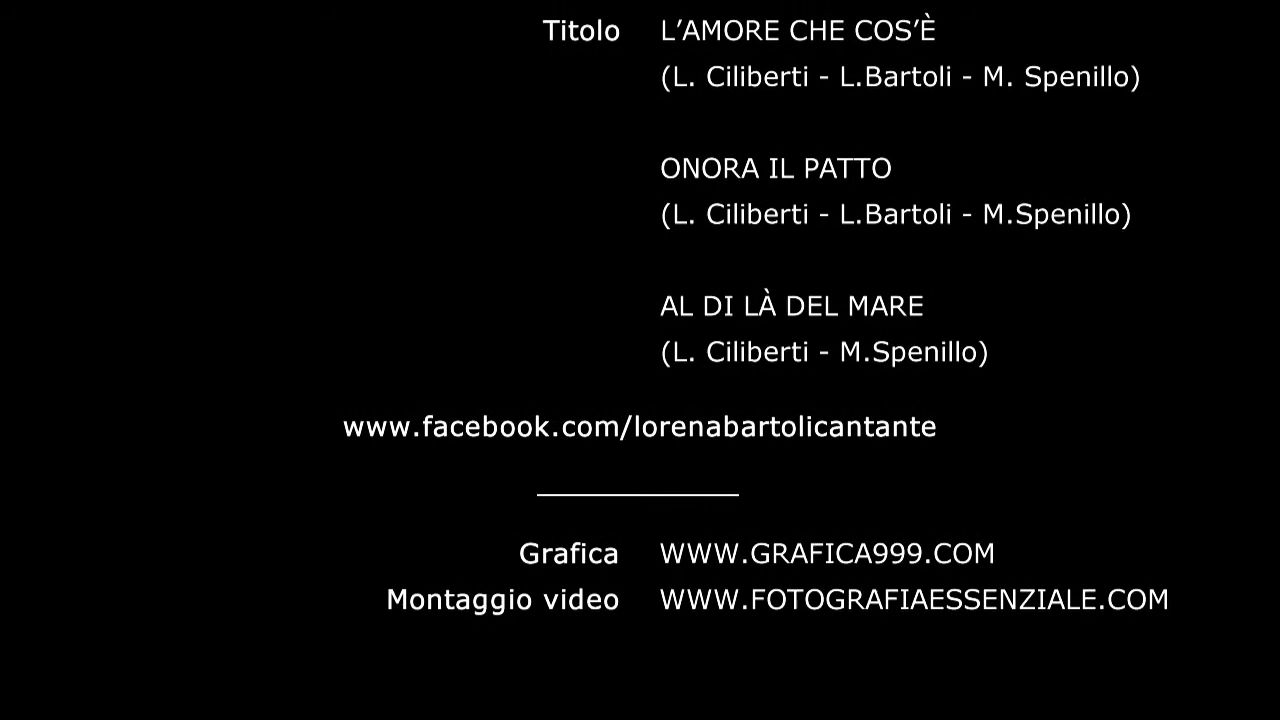 Titolo L’AMORE CHE COS’È
(L. Ciliberti - L.Bartoli - M. Spenillo)
ONORA IL PATTO
(L. Ciliberti - L.Bartoli - M.Spenillo)
AL DI LÀ DEL MARE
(L. Ciliberti - M.Spenillo)
www.facebook.com/lorenabartolicantante
Grafica WWW.GRAFICA999.COM
Montaggio video WWW.FOTOGRAFIAESSENZIALE.COM